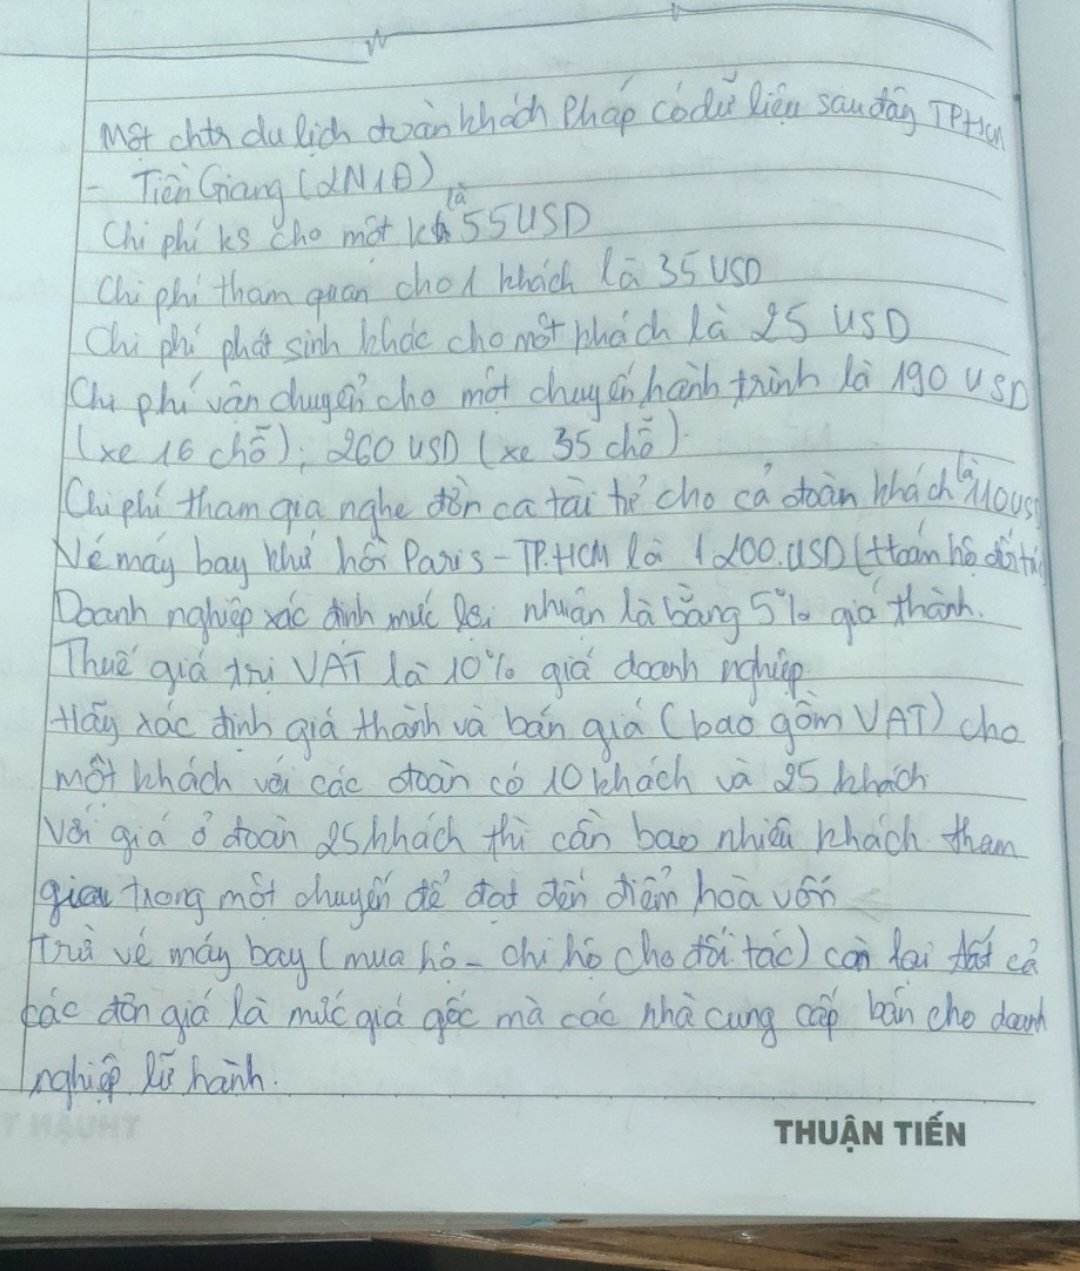 Một chtr du lịch đoàn khách Pháp có dữ liệu sau đây TPHCM
- Tiền Giang (2N1Đ)
Chi phí ks cho một kh là 55USD
Chi phí tham quan cho 1 khách là 35 USD
Chi phí phát sinh khác cho một khách là 25 USD
Chi phí vận chuyển cho một chuyến hành trình là 190 USD
(xe 16 chỗ); 260 USD (xe 35 chỗ).
Chi phí tham gia nghe đờn ca tài tử cho cả đoàn khách là 110US
Vé máy bay khứ hồi Paris - TP.HCM là 1200.USD (
Doanh nghiệp xác định mức lợi nhuận là bằng 5% giá thành.
Thuế giá trị VAT là 10% giá doanh nghiệp
Hãy xác định giá thành và bán giá (bao gồm VAT) cho
một khách với các đoàn có 10 khách và 25 khách
Với giá ở đoàn 25 khách thì cần bao nhiêu khách tham
gia trong một chuyến để đạt đến điểm hoà vốn
trừ vé máy bay (mua hộ - chi hộ cho đối tác) còn lại tất cả
các đơn giá là mức giá gốc mà các nhà cung cấp bán cho doanh
nghiệp lữ hành.
THUẬN TIẾN